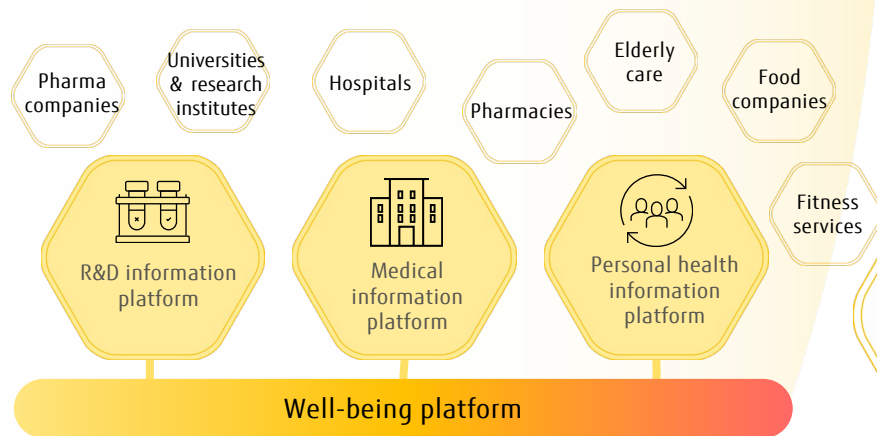 Pharma
companies
Universities
& research
institutes
Hospitals
Pharmacies
Elderly
care
Food
companies
Fitness
services
R&D information
platform
Medical
information
platform
Personal health
information
platform
Well-being platform